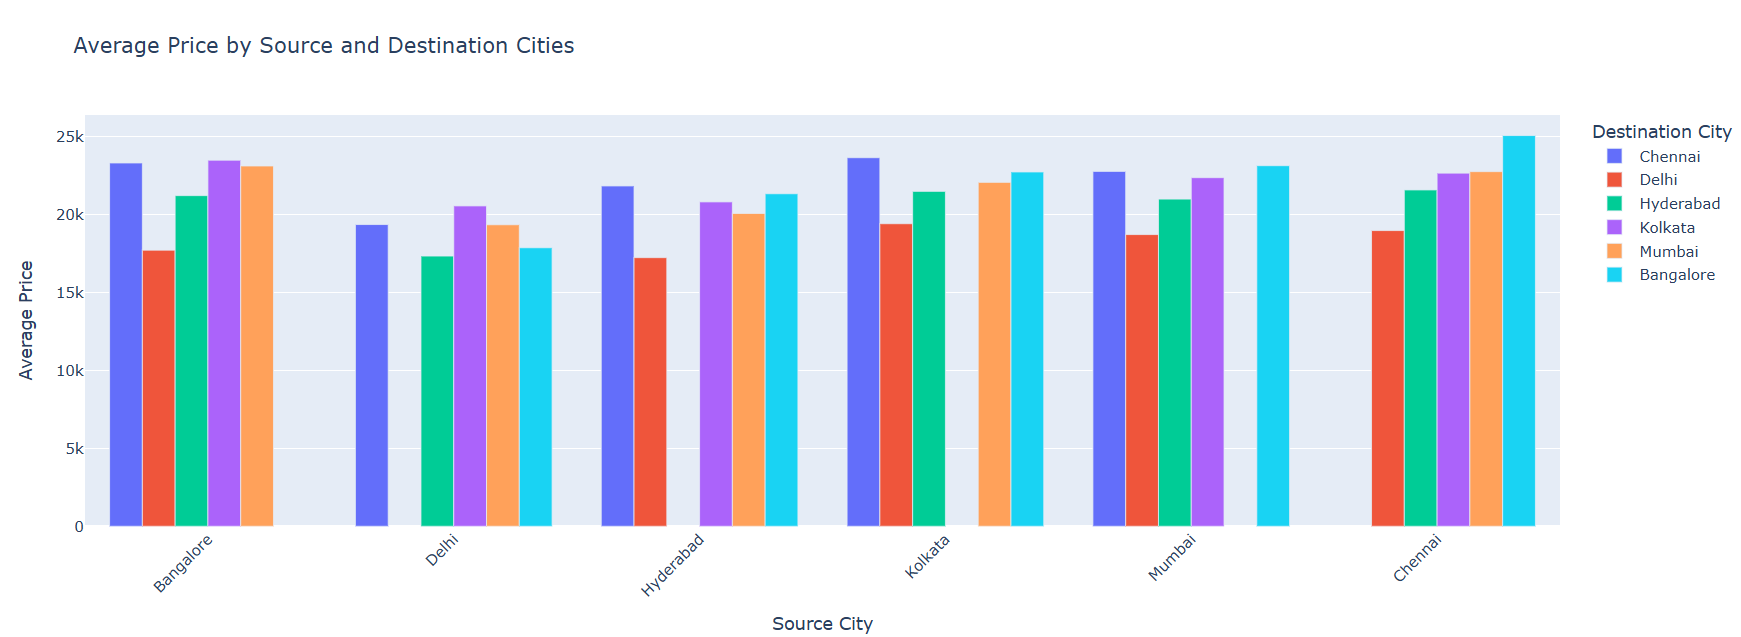 Average Price by Source and Destination Cities
25k
20k
15k
10k
5k
0
Average Price
Bangalore
Delhi
Hyderabad
Kolkata
Mumbai
Chennai
Source City
Destination City
Chennai
Delhi
Hyderabad
Kolkata
Mumbai
Bangalore